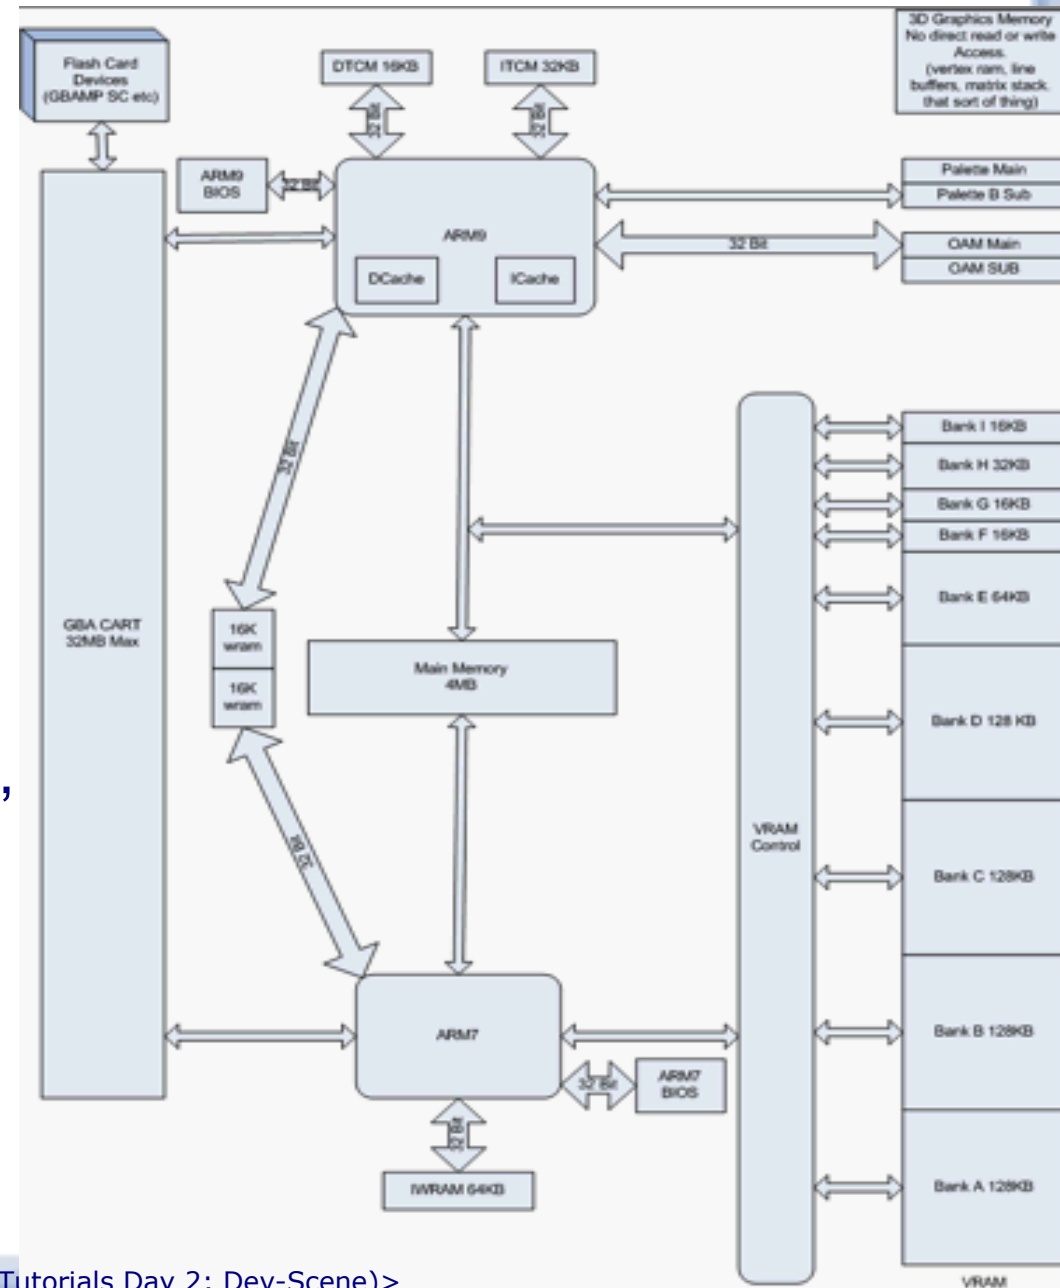 3D Graphics Memory
No direct read or write
Access.
(vertex ram, line
buffers, matrix stack,
that sort of thing)
Flash Card
Devices
(GBAMP SC etc)
DTCM 16KB
ITCM 32KB
32 Bit
32 Bit
ARM9
BIOS
32 Bit
ARM9
DCache
ICache
Palette Main
Palette B Sub
32 Bit
OAM Main
OAM SUB
32 Bit
Bank I 16KB
Bank H 32KB
Bank G 16KB
Bank F 16KB
Bank E 64KB
GBA CART
32MB Max
16K
wram
16K
wram
Main Memory
4MB
Bank D 128 KB
,
32 Bit
VRAM
Control
Bank C 128KB
ARM7
Bank B 128KB
32 Bit
ARM7
BIOS
32 Bit
IWRAM 64KB
Bank A 128KB
VRAM
Tutorials Day 2: Dev-Scene)>